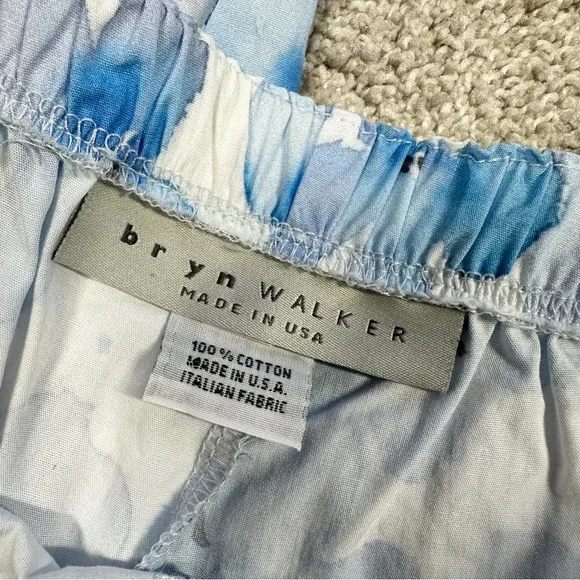 bryn WALKER
MADE IN USA
100% COTTON
MADE IN U.S.A.
ITALIAN FABRIC